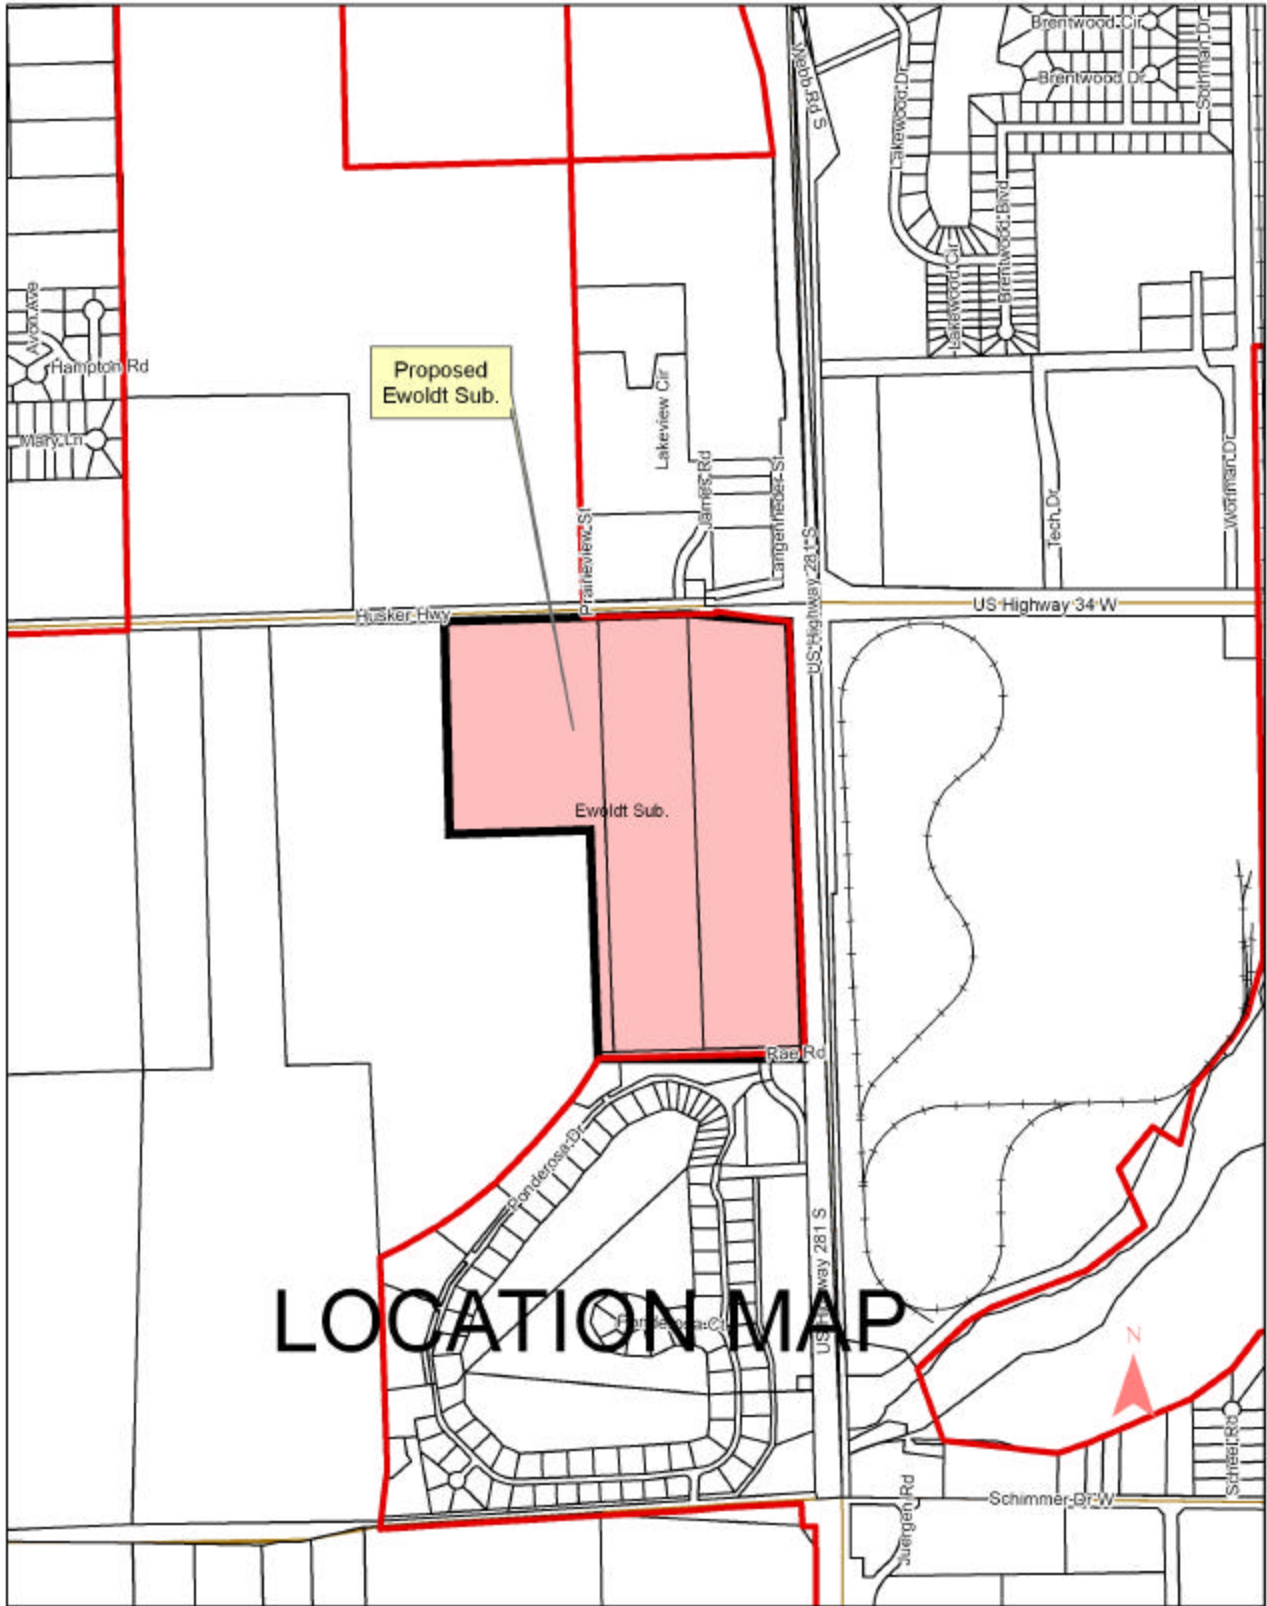 Brentwood Cir
Webb Rd S
Lakewood Dr
Brentwood Dr
Sothman Dr
Brentwood Blvd
Lakewood Cir
Avon Ave
Hampton Rd
Mary Ln
Proposed
Ewoldt Sub.
Lakeview Cir
James Rd
Langenheder St
Prairieview St
US Highway 281 S
Tech Dr
Wortman Dr
Husker Hwy
US Highway 34 W
Ewoldt Sub.
Rae Rd
Ponderosa Dr
US Highway 281 S
LOCATION MAP
Ponderosa Ct
N
Scheel Rd
Juergen Rd
Schimmer Dr W